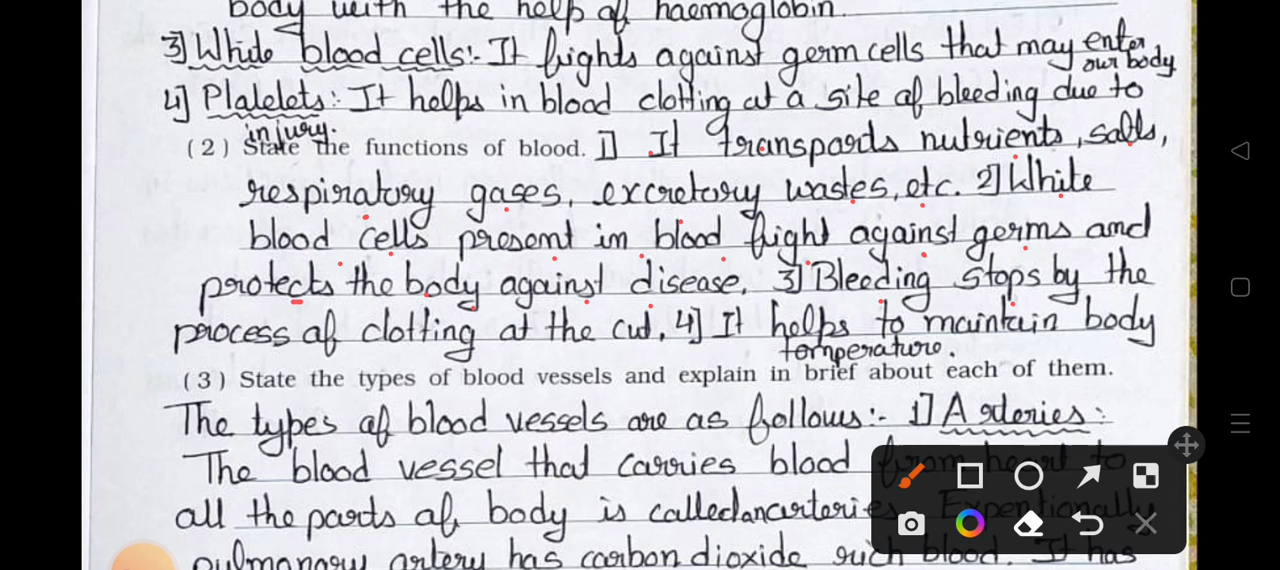 body with the help of haemoglobin.
3] White blood cells:- It fights against germ cells that may enter our body
4] Platelets: It helps in blood clotting at a site of bleeding due to injury.
(2) State the functions of blood. 1] It transports nutrients, salts,
respiratory gases, excretory wastes, etc. 2] White
blood cells present in blood fight against germs and
protects the body against disease. 3] Bleeding stops by the
process of clotting at the cut. 4] It helps to maintain body
temperature.
(3) State the types of blood vessels and explain in brief about each of them.
The types of blood vessels are as follows:- 1] Arteries:
The blood vessel that carries blood from heart to
all the parts of body is called arteries.
pulmonary artery has carbon dioxide rich blood. It has